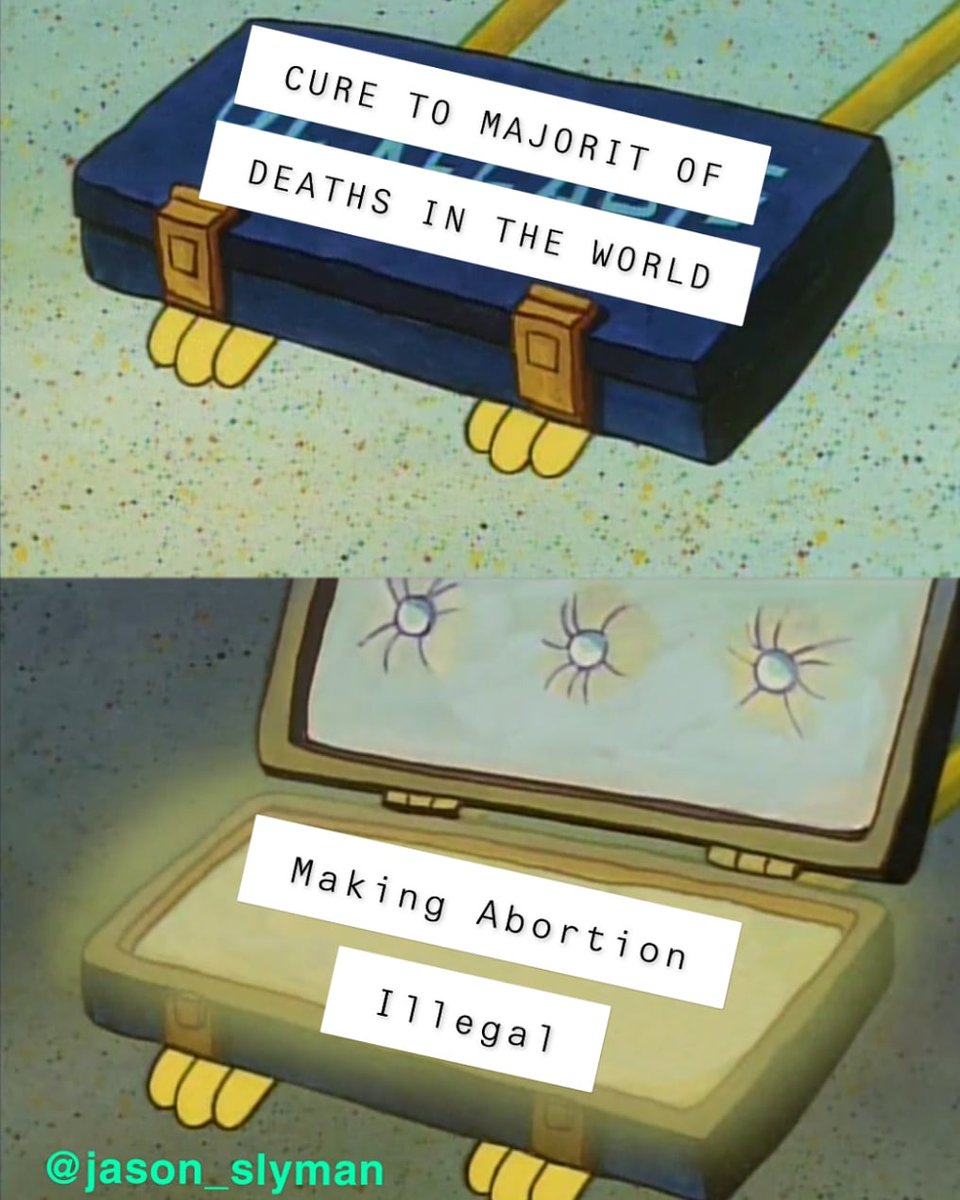 CURE TO MAJORIT OF
DEATHS IN THE WORLD
Making Abortion
Illegal
@jason_slyman